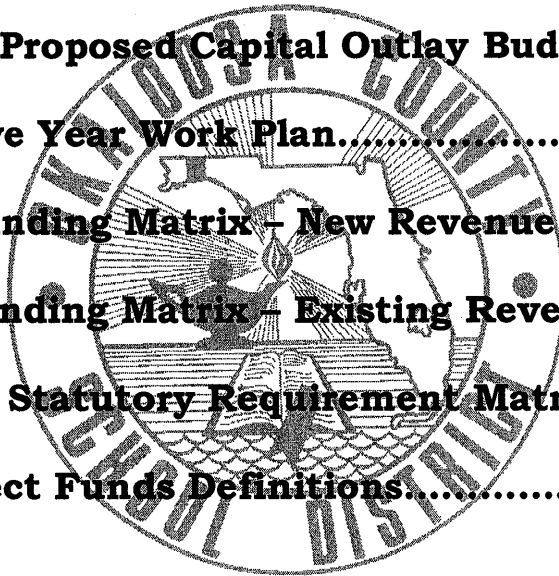 Proposed Capital Outlay Bud
ve Year Work Plan..................
nding Matrix – New Revenue
nding Matrix – Existing Reve
Statutory Requirement Matr
ect Funds Definitions.............
OKALOOSA COUNTY
SCHOOL DISTRICT